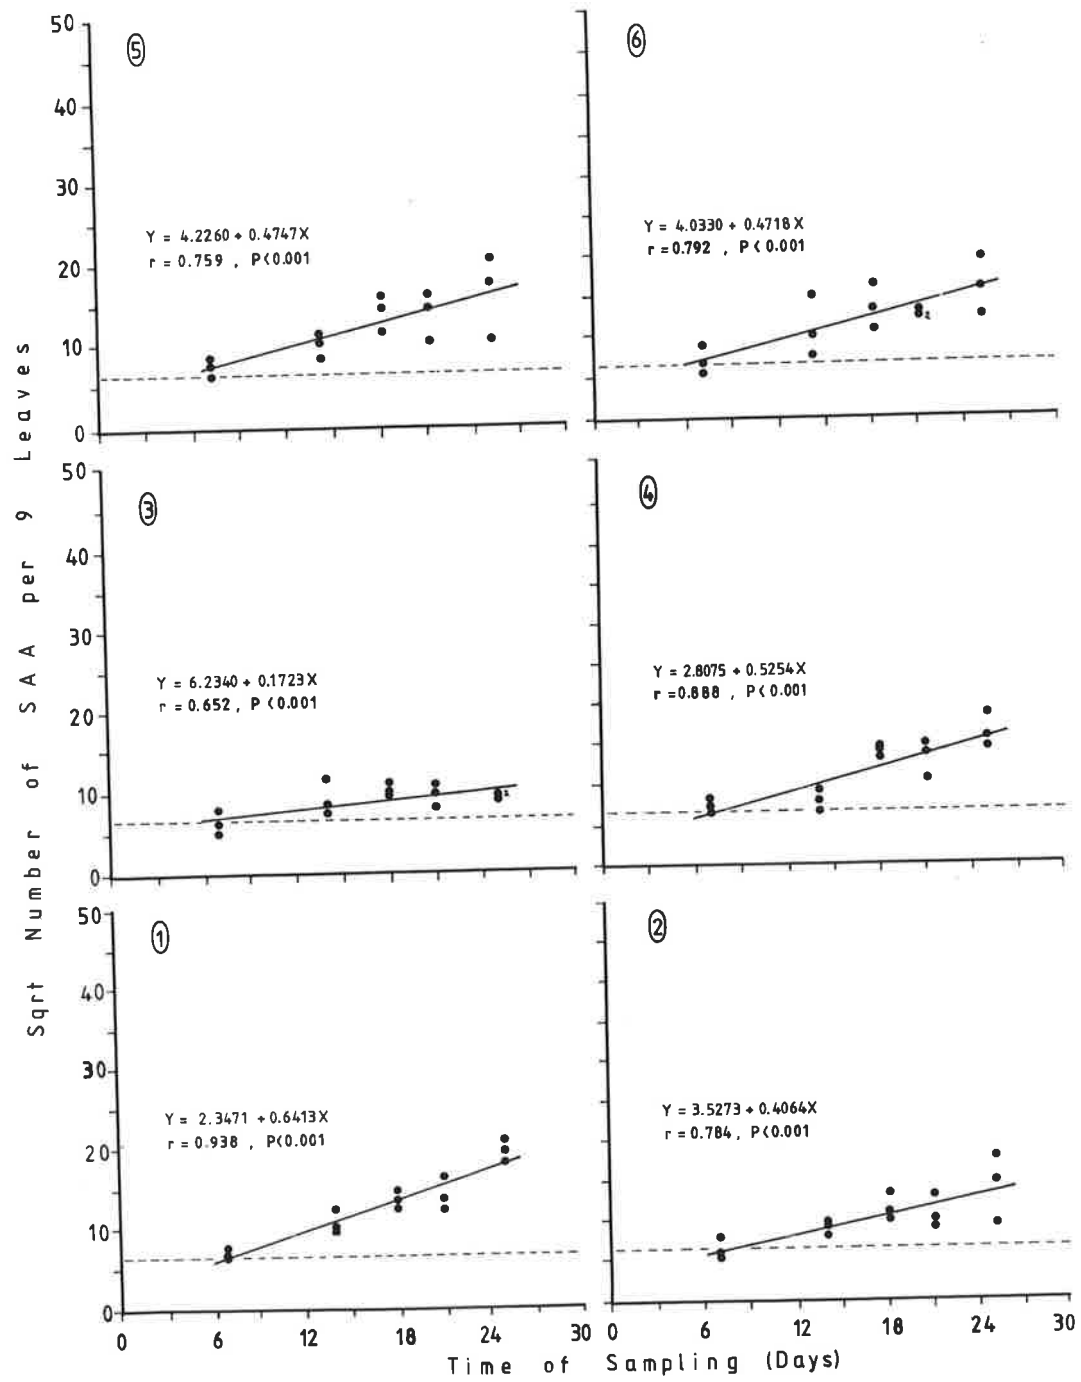 Sqrt Number of SAA per 9 Leaves
50
40
30
20
10
0
5
Y = 4.2260 + 0.4747X
r = 0.759 , P<0.001
6
Y = 4.0330 + 0.4718X
r = 0.792 , P<0.001
2
50
40
30
20
10
0
3
Y = 6.2340 + 0.1723X
r = 0.652 , P<0.001
4
Y = 2.8075 + 0.5254X
r = 0.888 , P<0.001
50
40
30
20
10
0
1
Y = 2.3471 + 0.6413X
r = 0.938 , P<0.001
2
Y = 3.5273 + 0.4064X
r = 0.784 , P<0.001
0 6 12 18 24 30
0 6 12 18 24 30
Time of Sampling (Days)